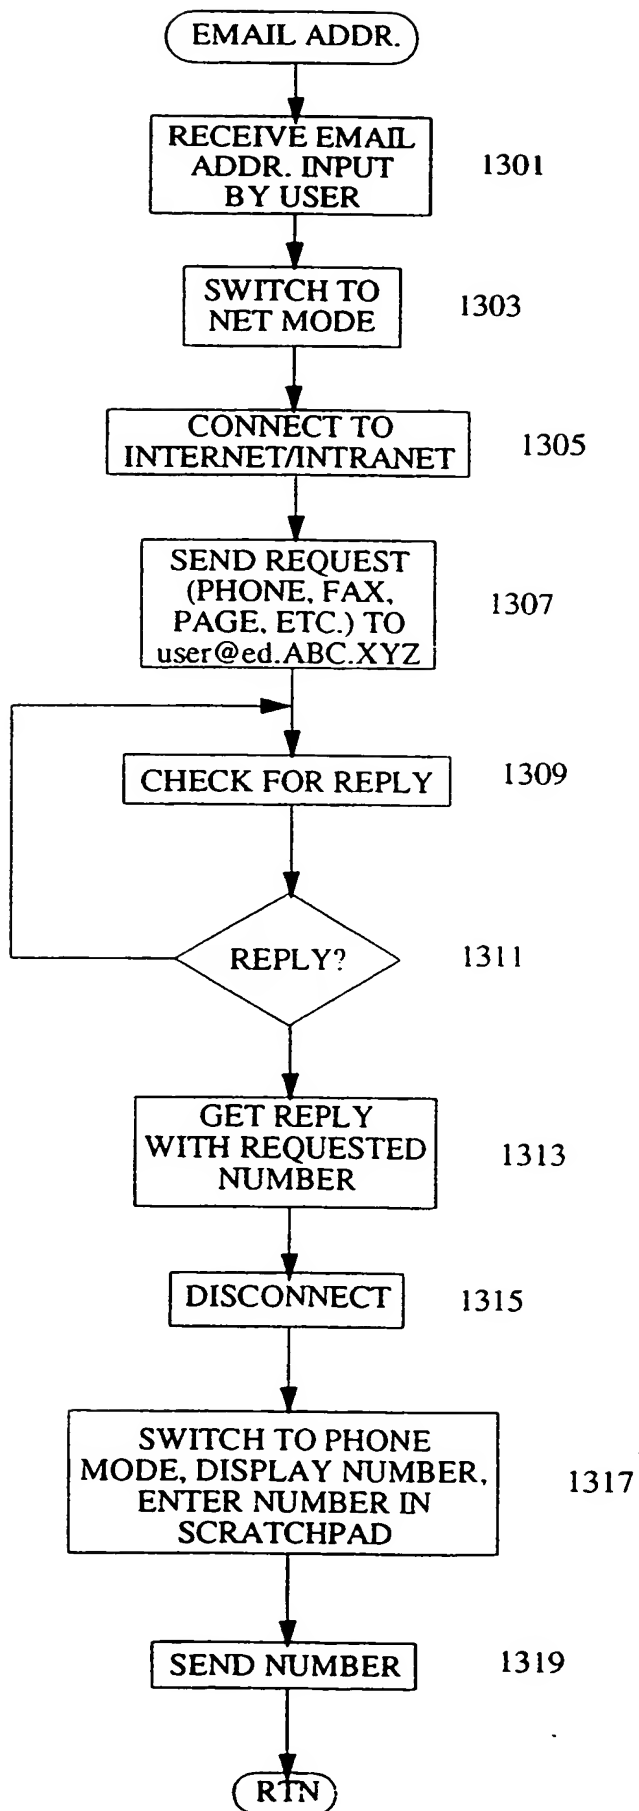 EMAIL ADDR.
RECEIVE EMAIL
ADDR. INPUT
BY USER
1301
SWITCH TO
NET MODE
1303
CONNECT TO
INTERNET/INTRANET
1305
SEND REQUEST
(PHONE, FAX,
PAGE, ETC.) TO
user@ed.ABC.XYZ
1307
CHECK FOR REPLY
1309
REPLY?
1311
GET REPLY
WITH REQUESTED
NUMBER
1313
DISCONNECT
1315
SWITCH TO PHONE
MODE, DISPLAY NUMBER,
ENTER NUMBER IN
SCRATCHPAD
1317
SEND NUMBER
1319
RTN